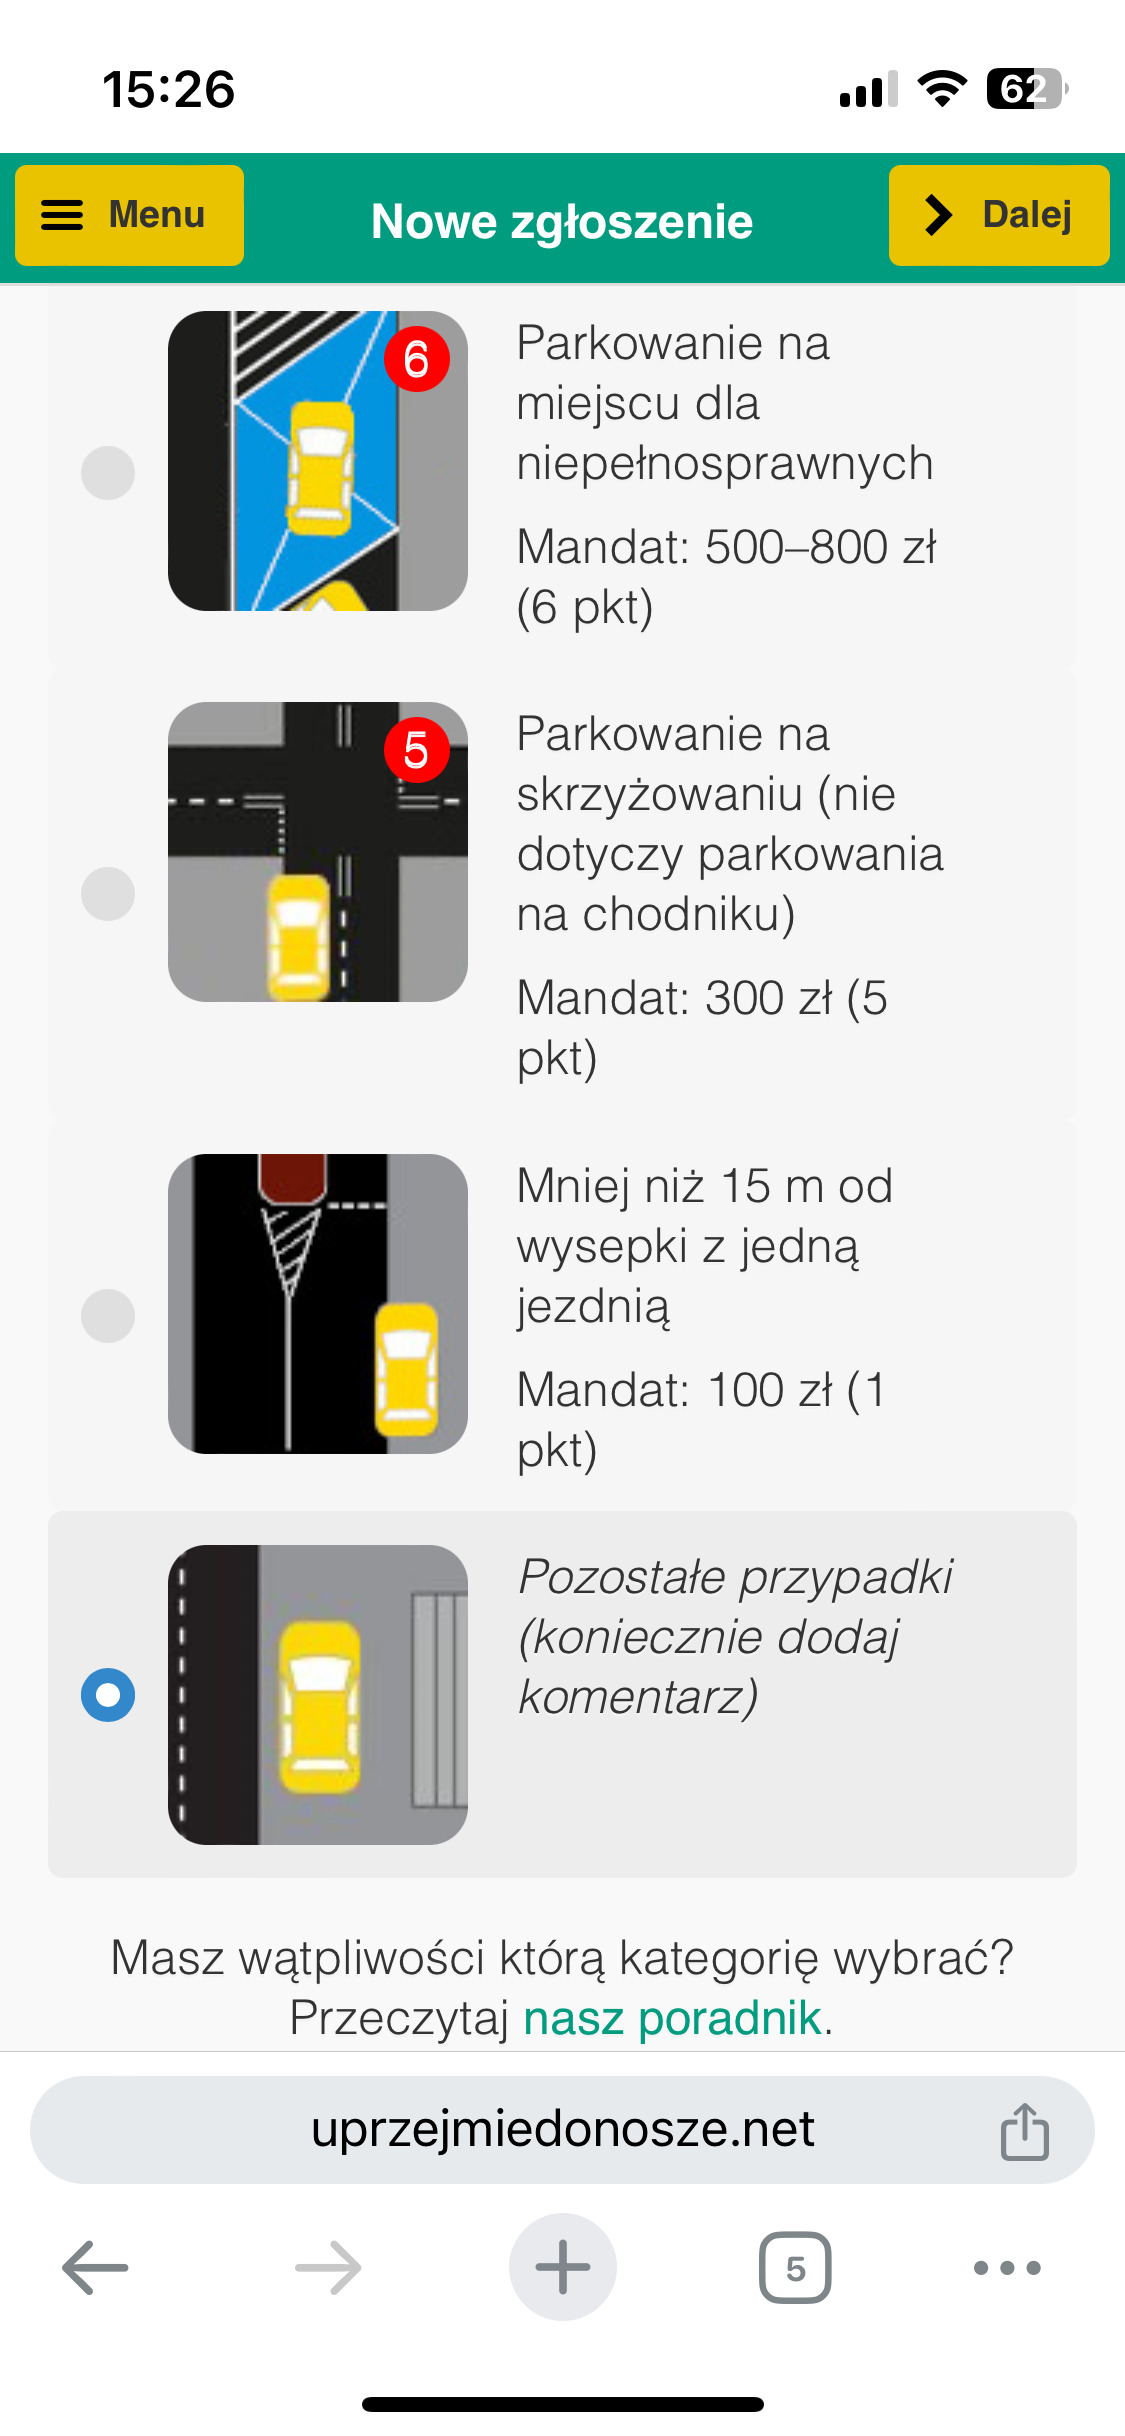 15:26
62
Menu
Nowe zgłoszenie
Dalej
6
Parkowanie na
miejscu dla
niepełnosprawnych
Mandat: 500–800 zł
(6 pkt)
5
Parkowanie na
skrzyżowaniu (nie
dotyczy parkowania
na chodniku)
Mandat: 300 zł (5
pkt)
Mniej niż 15 m od
wysepki z jedną
jezdnią
Mandat: 100 zł (1
pkt)
Pozostałe przypadki
(koniecznie dodaj
komentarz)
Masz wątpliwości którą kategorię wybrać?
Przeczytaj nasz poradnik.
uprzejmiedonosze.net
5